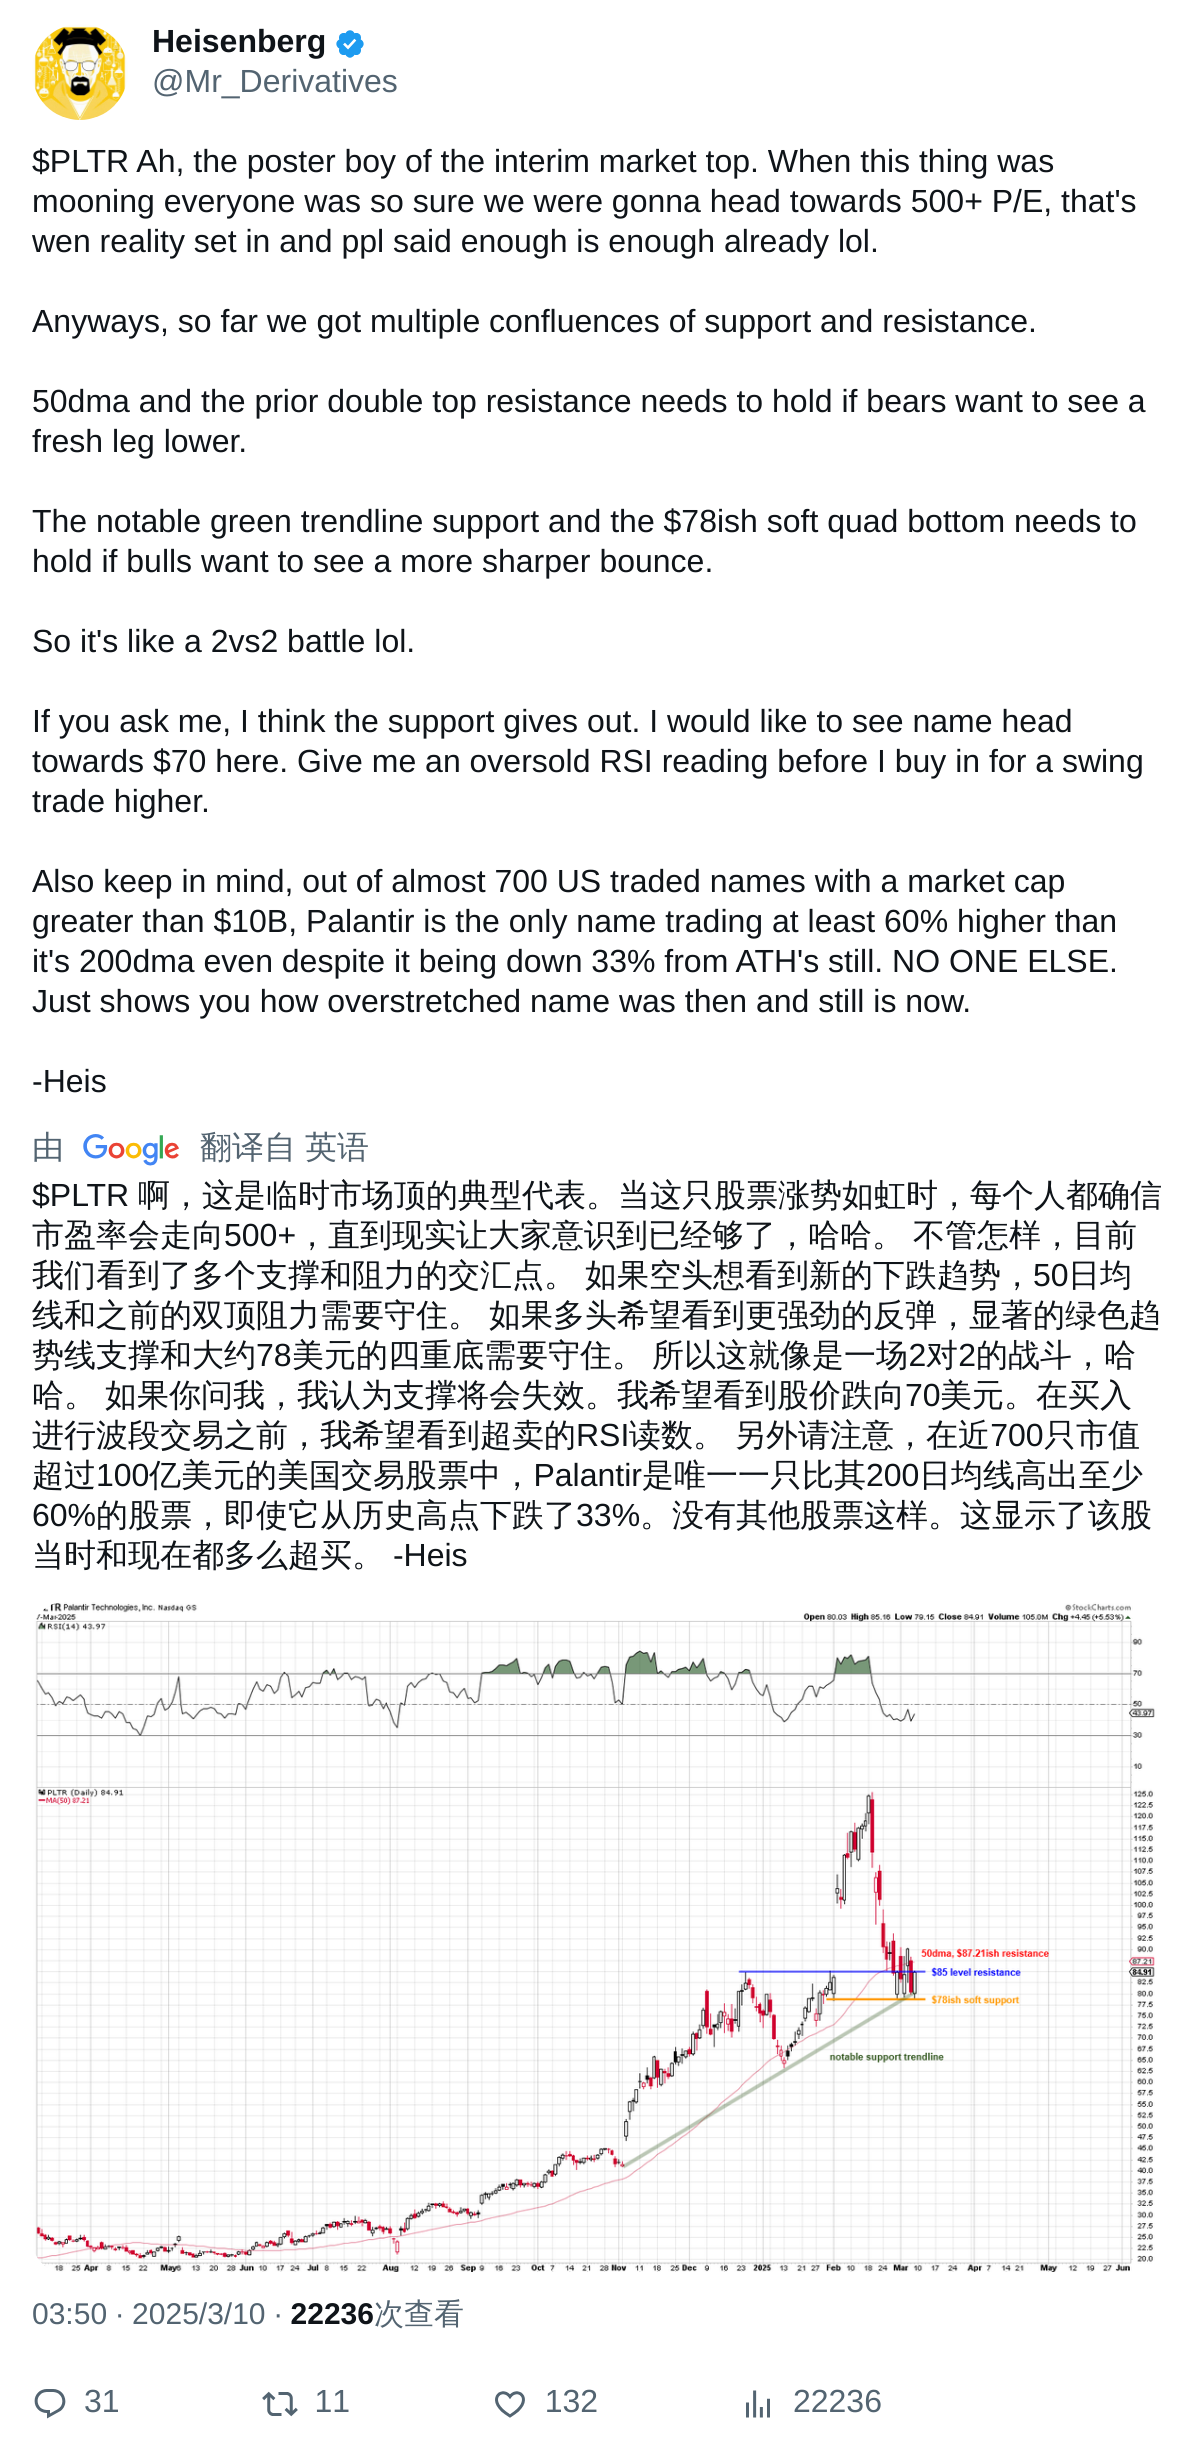 Heisenberg
@Mr_Derivatives
$PLTR Ah, the poster boy of the interim market top. When this thing was
mooning everyone was so sure we were gonna head towards 500+ P/E, that's
wen reality set in and ppl said enough is enough already lol.
Anyways, so far we got multiple confluences of support and resistance.
50dma and the prior double top resistance needs to hold if bears want to see a
fresh leg lower.
The notable green trendline support and the $78ish soft quad bottom needs to
hold if bulls want to see a more sharper bounce.
So it's like a 2vs2 battle lol.
If you ask me, I think the support gives out. I would like to see name head
towards $70 here. Give me an oversold RSI reading before I buy in for a swing
trade higher.
Also keep in mind, out of almost 700 US traded names with a market cap
greater than $10B, Palantir is the only name trading at least 60% higher than
it's 200dma even despite it being down 33% from ATH's still. NO ONE ELSE.
Just shows you how overstretched name was then and still is now.
-Heis
由 Google 翻译自 英语
$PLTR 啊，这是临时市场顶的典型代表。当这只股票涨势如虹时，每个人都确信
市盈率会走向500+，直到现实让大家意识到已经够了，哈哈。 不管怎样，目前
我们看到了多个支撑和阻力的交汇点。 如果空头想看到新的下跌趋势，50日均
线和之前的双顶阻力需要守住。 如果多头希望看到更强劲的反弹，显著的绿色趋
势线支撑和大约78美元的四重底需要守住。 所以这就像是一场2对2的战斗，哈
哈。 如果你问我，我认为支撑将会失效。我希望看到股价跌向70美元。在买入
进行波段交易之前，我希望看到超卖的RSI读数。 另外请注意，在近700只市值
超过100亿美元的美国交易股票中，Palantir是唯一一只比其200日均线高出至少
60%的股票，即使它从历史高点下跌了33%。没有其他股票这样。这显示了该股
当时和现在都多么超买。 -Heis
TR Palantir Technologies, Inc. Nasdaq GS
© StockCharts.com
7-Mar-2025
Open 80.03 High 85.16 Low 79.15 Close 84.91 Volume 105.0M Chg +4.45 (+5.53%)
RSI(14) 43.97
90
70
50
43.97
30
10
PLTR (Daily) 84.91
MA(50) 87.21
125.0
122.5
120.0
117.5
115.0
112.5
110.0
107.5
105.0
102.5
100.0
97.5
95.0
92.5
90.0
87.21
84.91
82.5
80.0
77.5
75.0
72.5
70.0
67.5
65.0
62.5
60.0
57.5
55.0
52.5
50.0
47.5
45.0
42.5
40.0
37.5
35.0
32.5
30.0
27.5
25.0
22.5
20.0
50dma, $87.21ish resistance
$85 level resistance
$78ish soft support
notable support trendline
18 25 Apr 8 15 22 May 6 13 20 28 Jun 10 17 24 Jul 8 15 22 Aug 12 19 26 Sep 9 16 23 Oct 7 14 21 28 Nov 11 18 25 Dec 9 16 23 2025 13 21 27 Feb 10 18 24 Mar 10 17 24 Apr 7 14 21 May 12 19 27 Jun
03:50 · 2025/3/10 · 22236次查看
31 11 132 22236